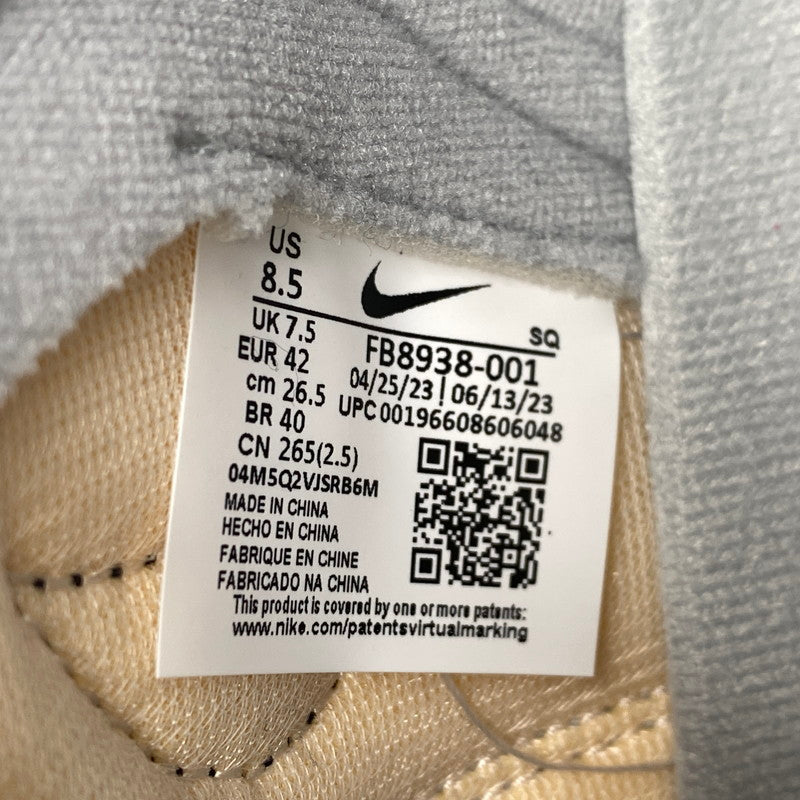 US
8.5
UK 7.5
EUR 42
cm 26.5
BR 40
CN 265(2.5)
04M5Q2VJSRB6M
MADE IN CHINA
HECHO EN CHINA
FABRIQUE EN CHINE
FABRICADO NA CHINA
SQ
FB8938-001
04/25/23 | 06/13/23
UPC 00196608606048
This product is covered by one or more patents:
www.nike.com/patentsvirtualmarking